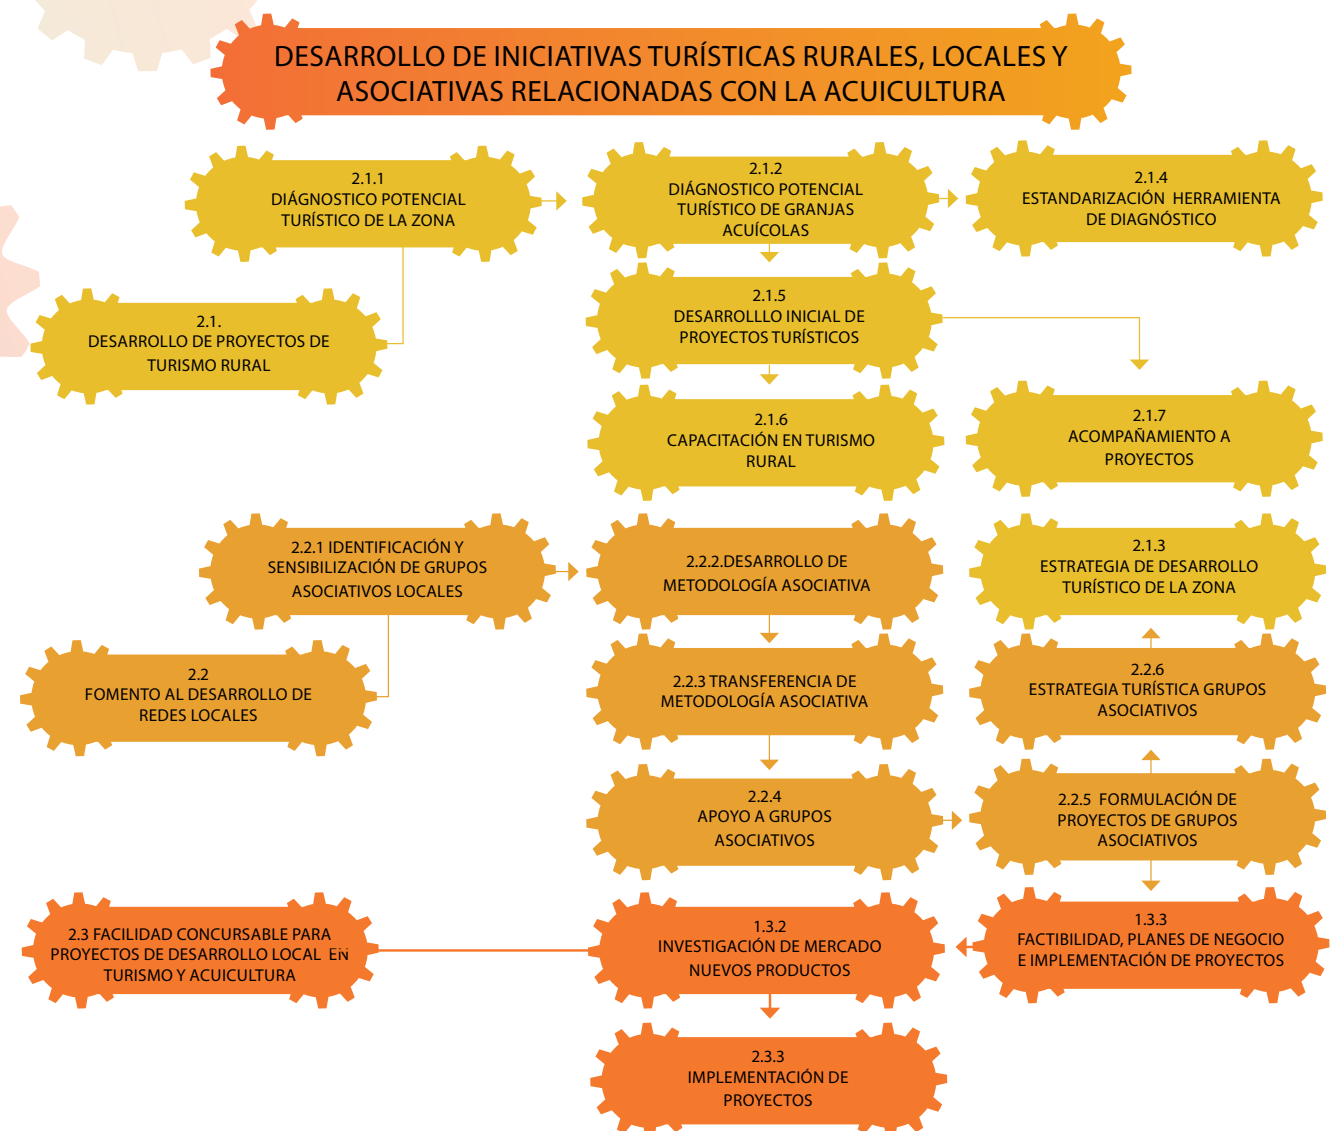 DESARROLLO DE INICIATIVAS TURÍSTICAS RURALES, LOCALES Y
ASOCIATIVAS RELACIONADAS CON LA ACUICULTURA
2.1.1
DIÁGNOSTICO POTENCIAL
TURÍSTICO DE LA ZONA
2.1.2
DIÁGNOSTICO POTENCIAL
TURÍSTICO DE GRANJAS
ACUÍCOLAS
2.1.4
ESTANDARIZACIÓN HERRAMIENTA
DE DIAGNÓSTICO
2.1.
DESARROLLO DE PROYECTOS DE
TURISMO RURAL
2.1.5
DESARROLLLO INICIAL DE
PROYECTOS TURÍSTICOS
2.1.6
CAPACITACIÓN EN TURISMO
RURAL
2.1.7
ACOMPAÑAMIENTO A
PROYECTOS
2.2.1 IDENTIFICACIÓN Y
SENSIBILIZACIÓN DE GRUPOS
ASOCIATIVOS LOCALES
2.2.2.DESARROLLO DE
METODOLOGÍA ASOCIATIVA
2.1.3
ESTRATEGIA DE DESARROLLO
TURÍSTICO DE LA ZONA
2.2
FOMENTO AL DESARROLLO DE
REDES LOCALES
2.2.3 TRANSFERENCIA DE
METODOLOGÍA ASOCIATIVA
2.2.6
ESTRATEGIA TURÍSTICA GRUPOS
ASOCIATIVOS
2.2.4
APOYO A GRUPOS
ASOCIATIVOS
2.2.5 FORMULACIÓN DE
PROYECTOS DE GRUPOS
ASOCIATIVOS
2.3 FACILIDAD CONCURSABLE PARA
PROYECTOS DE DESARROLLO LOCAL EN
TURISMO Y ACUICULTURA
1.3.2
INVESTIGACIÓN DE MERCADO
NUEVOS PRODUCTOS
1.3.3
FACTIBILIDAD, PLANES DE NEGOCIO
E IMPLEMENTACIÓN DE PROYECTOS
2.3.3
IMPLEMENTACIÓN DE
PROYECTOS